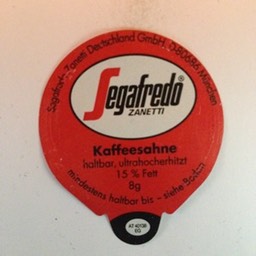 Segafredo Zanetti Deutschland GmbH, D-80686 München
Segafredo®
ZANETTI
Kaffeesahne
haltbar, ultrahocherhitzt
15 % Fett
8g
mindestens haltbar bis - siehe Boden
EG